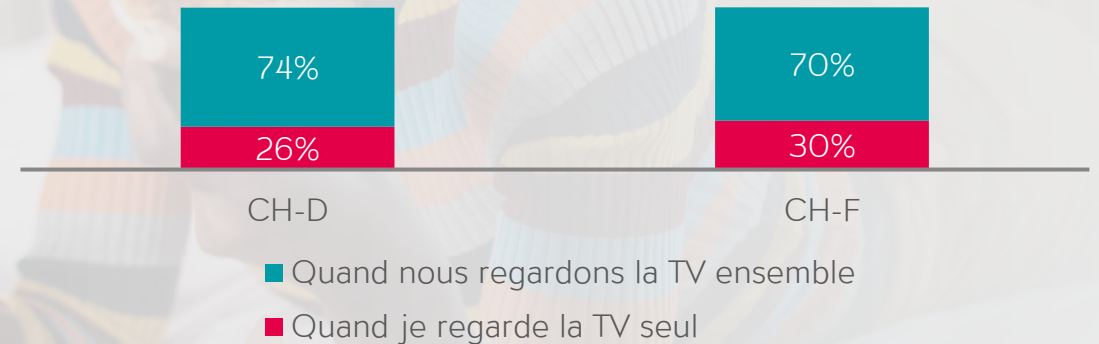 74%
70%
26%
30%
CH-D
CH-F
Quand nous regardons la TV ensemble
Quand je regarde la TV seul